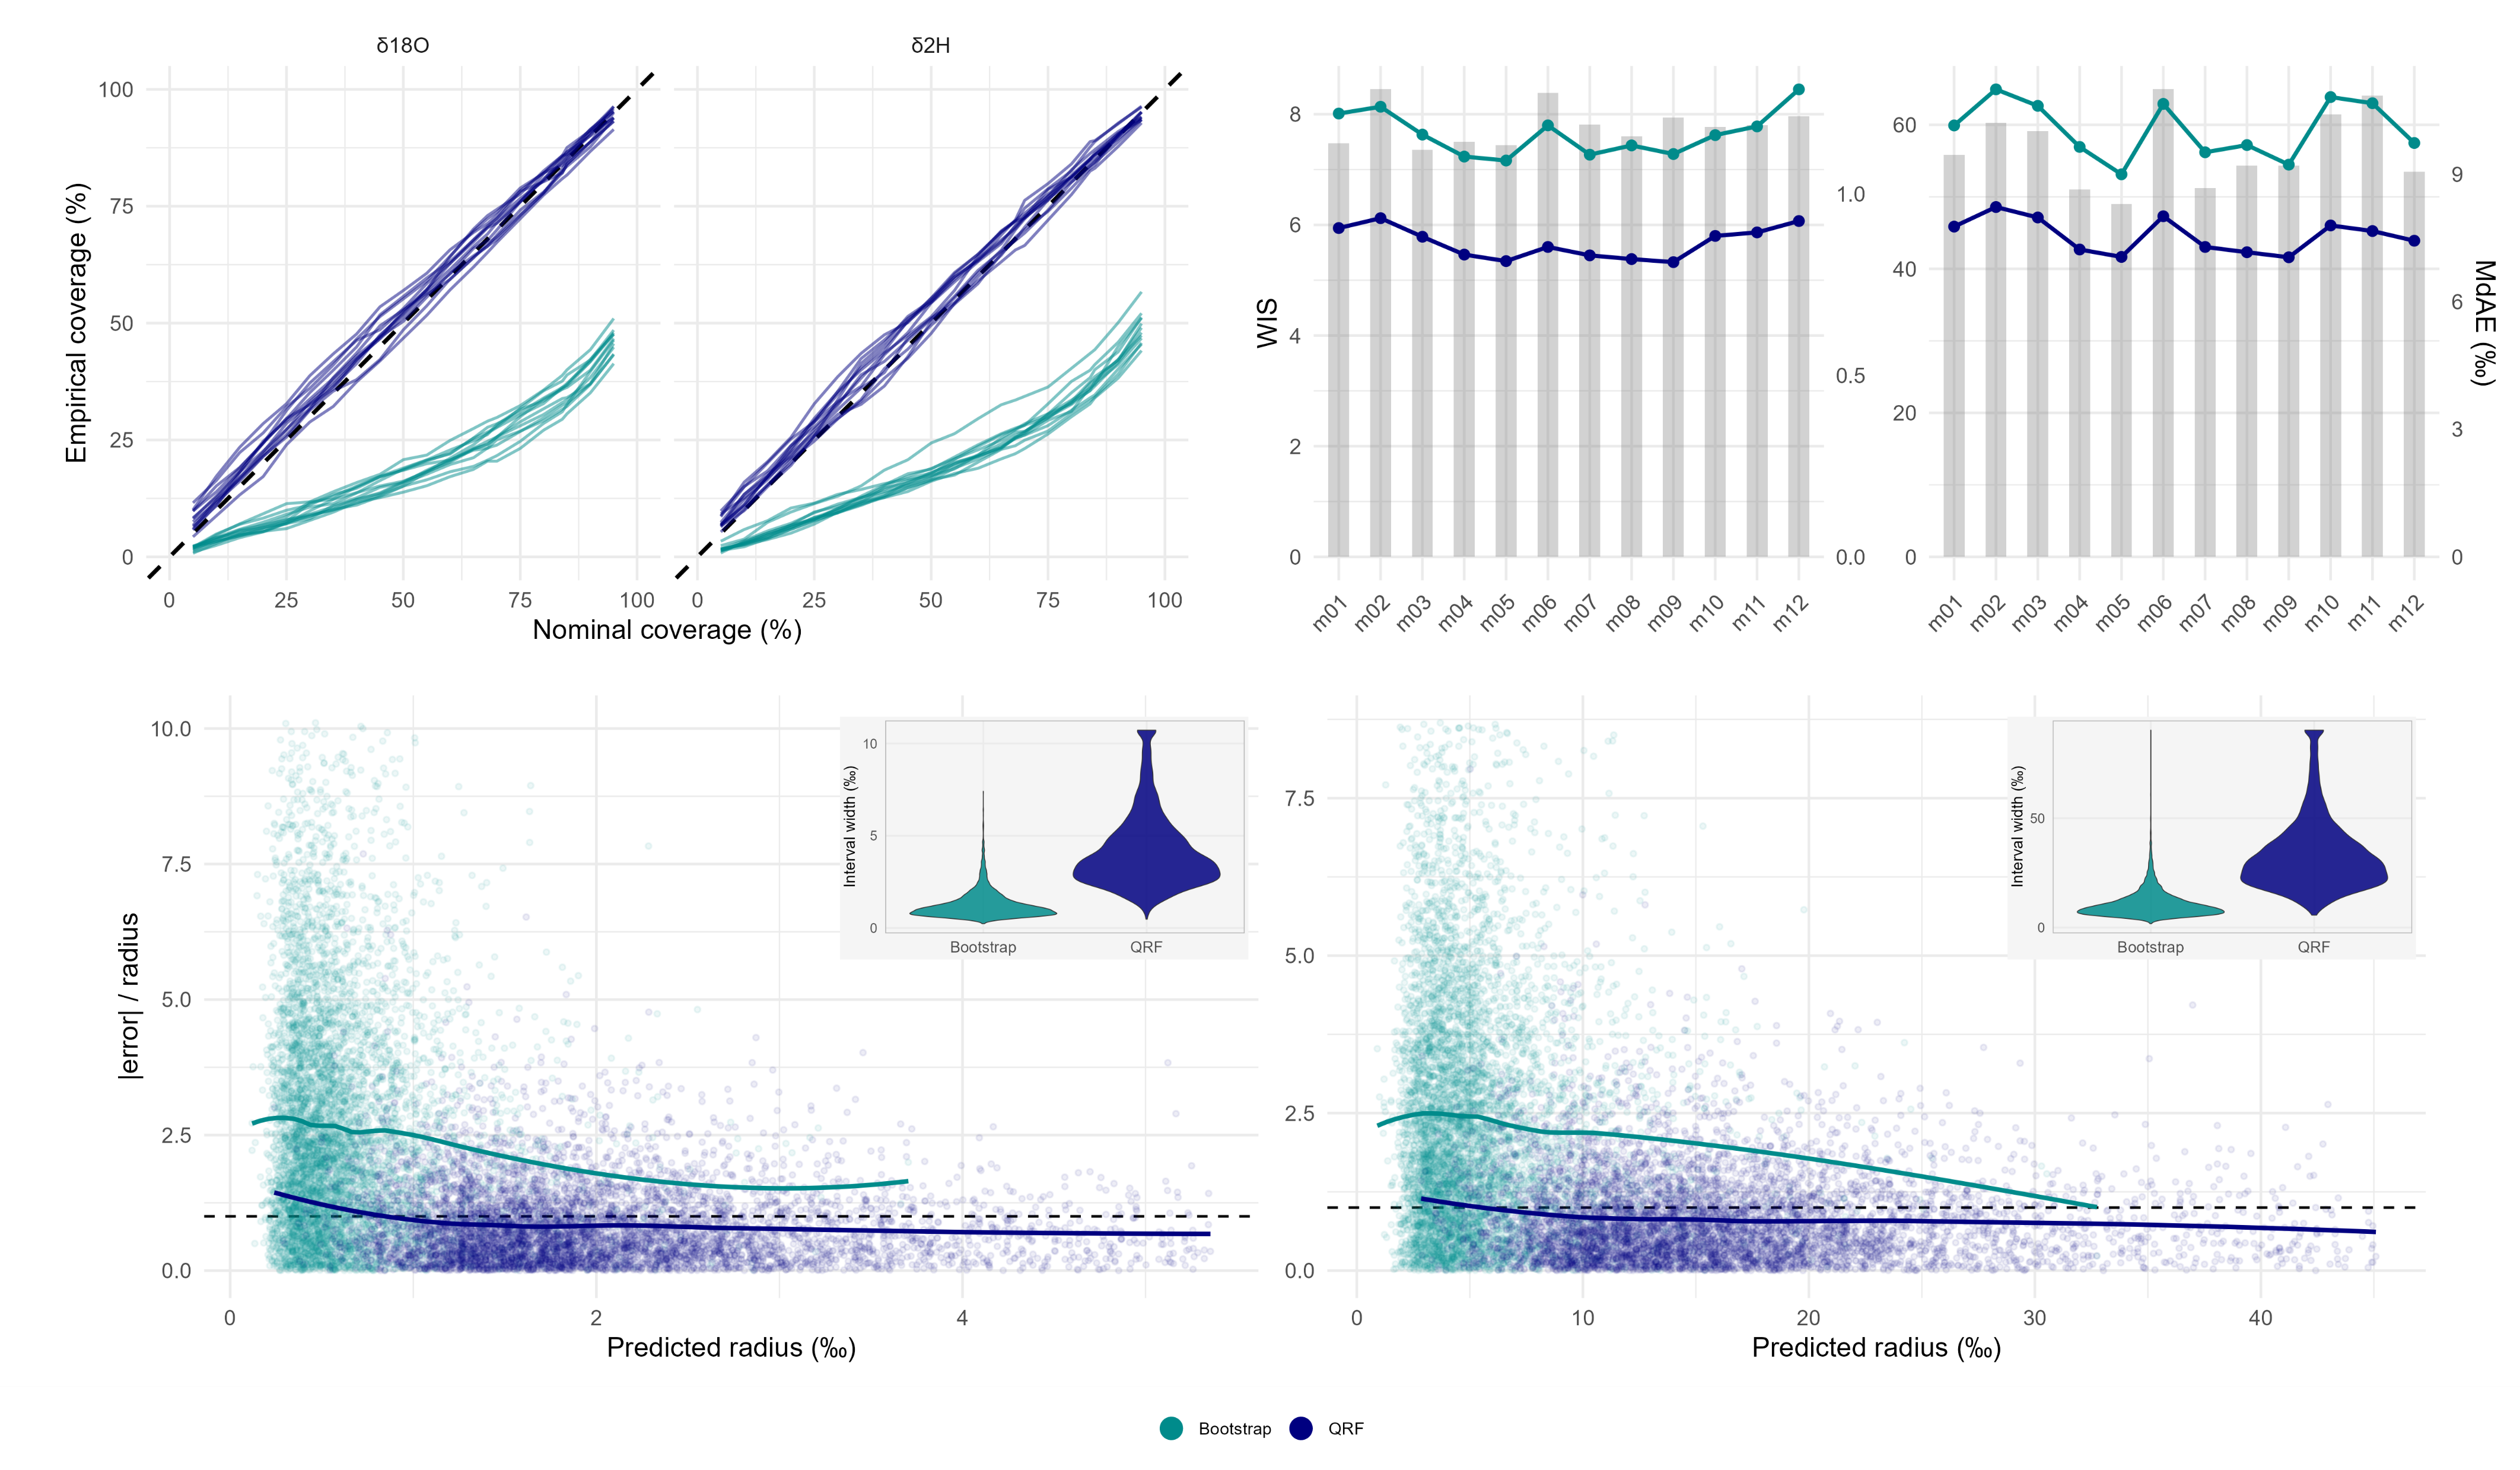 δ18O
δ2H
100
75
50
25
0
Empirical coverage (%)
0
25
50
75
100
0
25
50
75
100
Nominal coverage (%)
8
6
4
2
0
WIS
1.0
0.5
0.0
m01
m02
m03
m04
m05
m06
m07
m08
m09
m10
m11
m12
60
40
20
0
9
6
3
0
MdAE (‰)
m01
m02
m03
m04
m05
m06
m07
m08
m09
m10
m11
m12
10.0
7.5
5.0
2.5
0.0
|error| / radius
0
2
4
Predicted radius (‰)
10
5
0
Interval width (‰)
Bootstrap
QRF
7.5
5.0
2.5
0.0
0
10
20
30
40
Predicted radius (‰)
50
0
Interval width (‰)
Bootstrap
QRF
Bootstrap
QRF